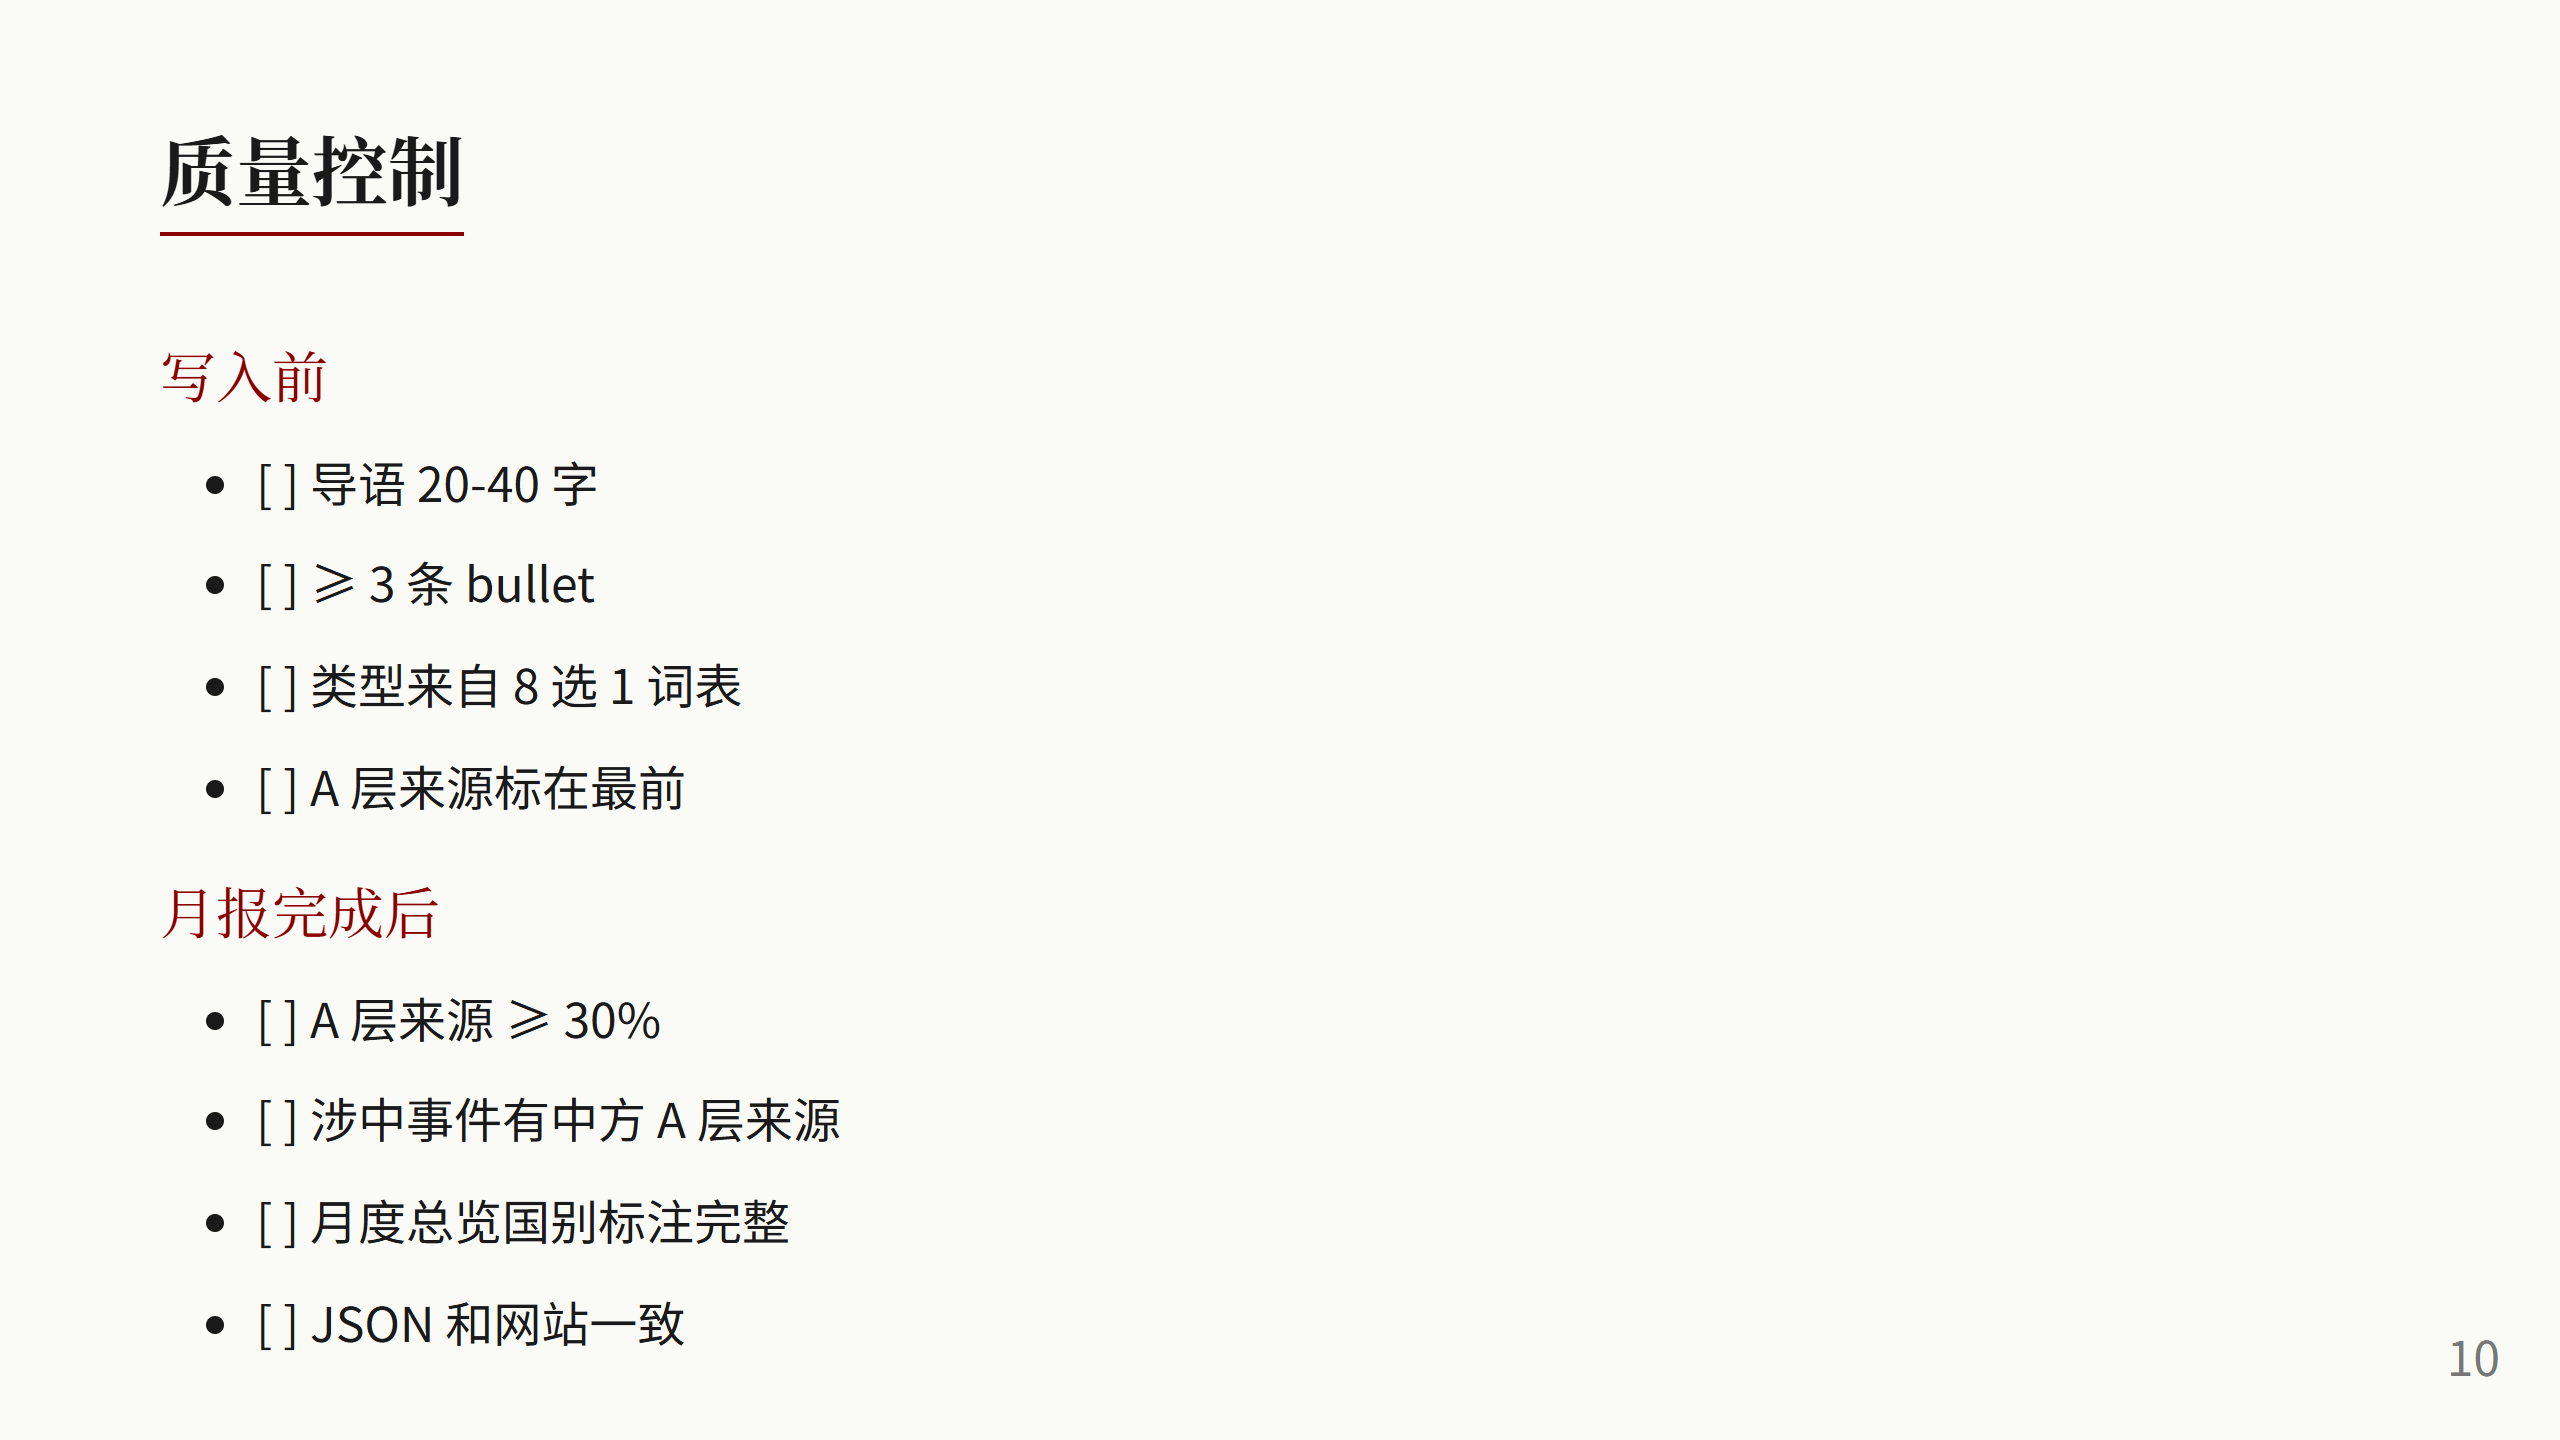 质量控制
写入前
• [ ] 导语 20-40 字
• [ ] ≥ 3 条 bullet
• [ ] 类型来自 8 选 1 词表
• [ ] A 层来源标在最前
月报完成后
• [ ] A 层来源 ≥ 30%
• [ ] 涉中事件有中方 A 层来源
• [ ] 月度总览国别标注完整
• [ ] JSON 和网站一致
10